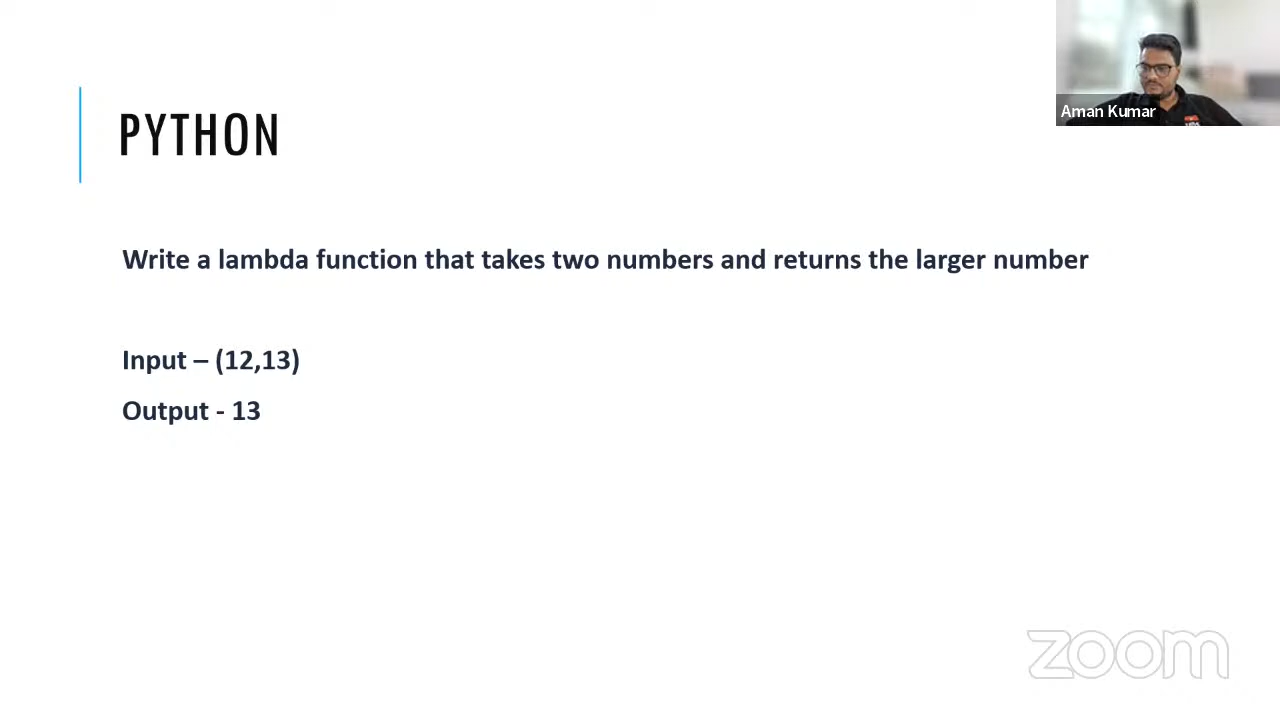 Aman Kumar
PYTHON
Write a lambda function that takes two numbers and returns the larger number
Input – (12,13)
Output - 13
zoom